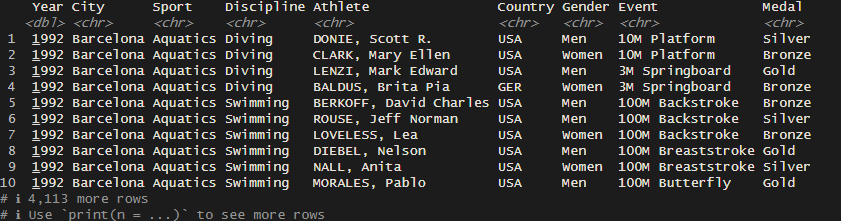 Year City Sport Discipline Athlete Country Gender Event Medal
<dbl> <chr> <chr> <chr> <chr> <chr> <chr> <chr> <chr>
1 1992 Barcelona Aquatics Diving DONIE, Scott R. USA Men 10M Platform Silver
2 1992 Barcelona Aquatics Diving CLARK, Mary Ellen USA Women 10M Platform Bronze
3 1992 Barcelona Aquatics Diving LENZI, Mark Edward USA Men 3M Springboard Gold
4 1992 Barcelona Aquatics Diving BALDUS, Brita Pia GER Women 3M Springboard Bronze
5 1992 Barcelona Aquatics Swimming BERKOFF, David Charles USA Men 100M Backstroke Bronze
6 1992 Barcelona Aquatics Swimming ROUSE, Jeff Norman USA Men 100M Backstroke Silver
7 1992 Barcelona Aquatics Swimming LOVELESS, Lea USA Women 100M Backstroke Bronze
8 1992 Barcelona Aquatics Swimming DIEBEL, Nelson USA Men 100M Breaststroke Gold
9 1992 Barcelona Aquatics Swimming NALL, Anita USA Women 100M Breaststroke Silver
10 1992 Barcelona Aquatics Swimming MORALES, Pablo USA Men 100M Butterfly Gold
# ℹ 4,113 more rows
# ℹ Use `print(n = ...)` to see more rows